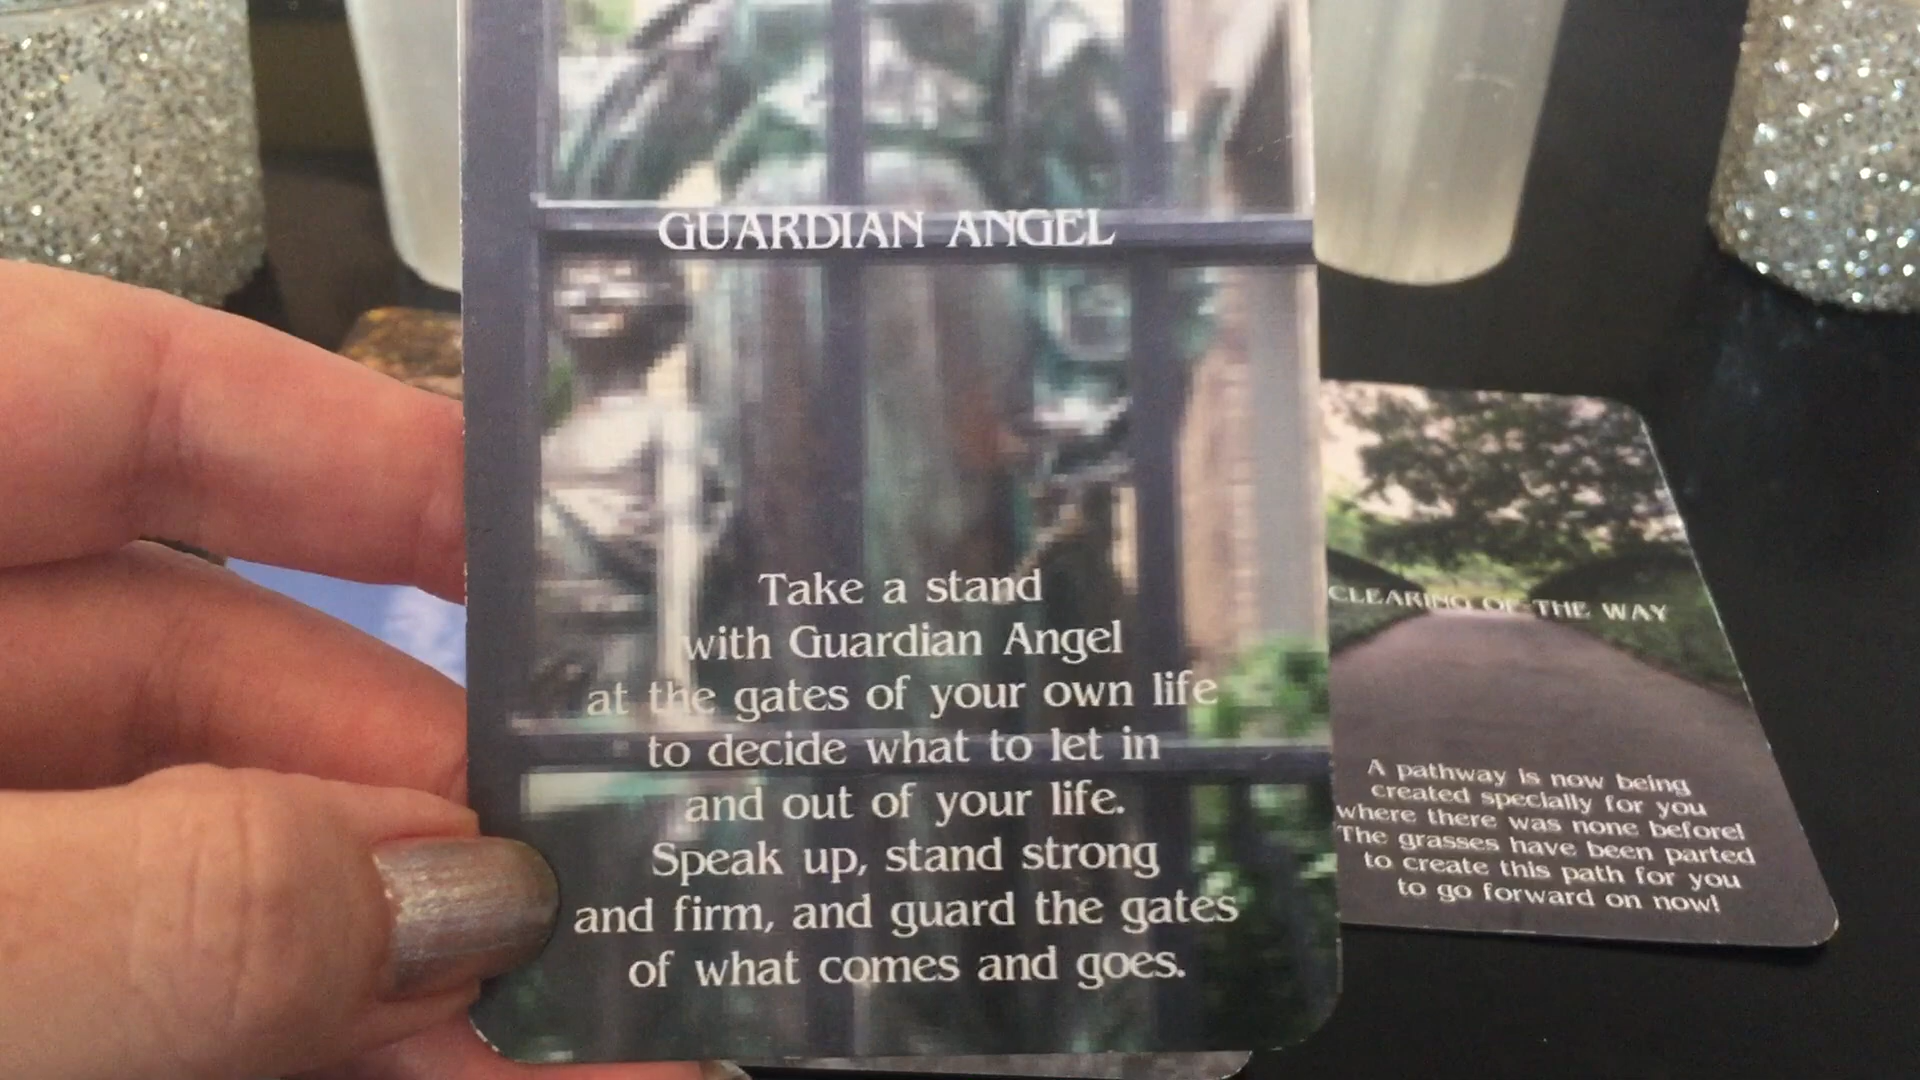 GUARDIAN ANGEL
Take a stand
with Guardian Angel
at the gates of your own life
to decide what to let in
and out of your life.
Speak up, stand strong
and firm, and guard the gates
of what comes and goes.
CLEARING OF THE WAY
A pathway is now being
created specially for you
where there was none before!
The grasses have been parted
to create this path for you
to go forward on now!